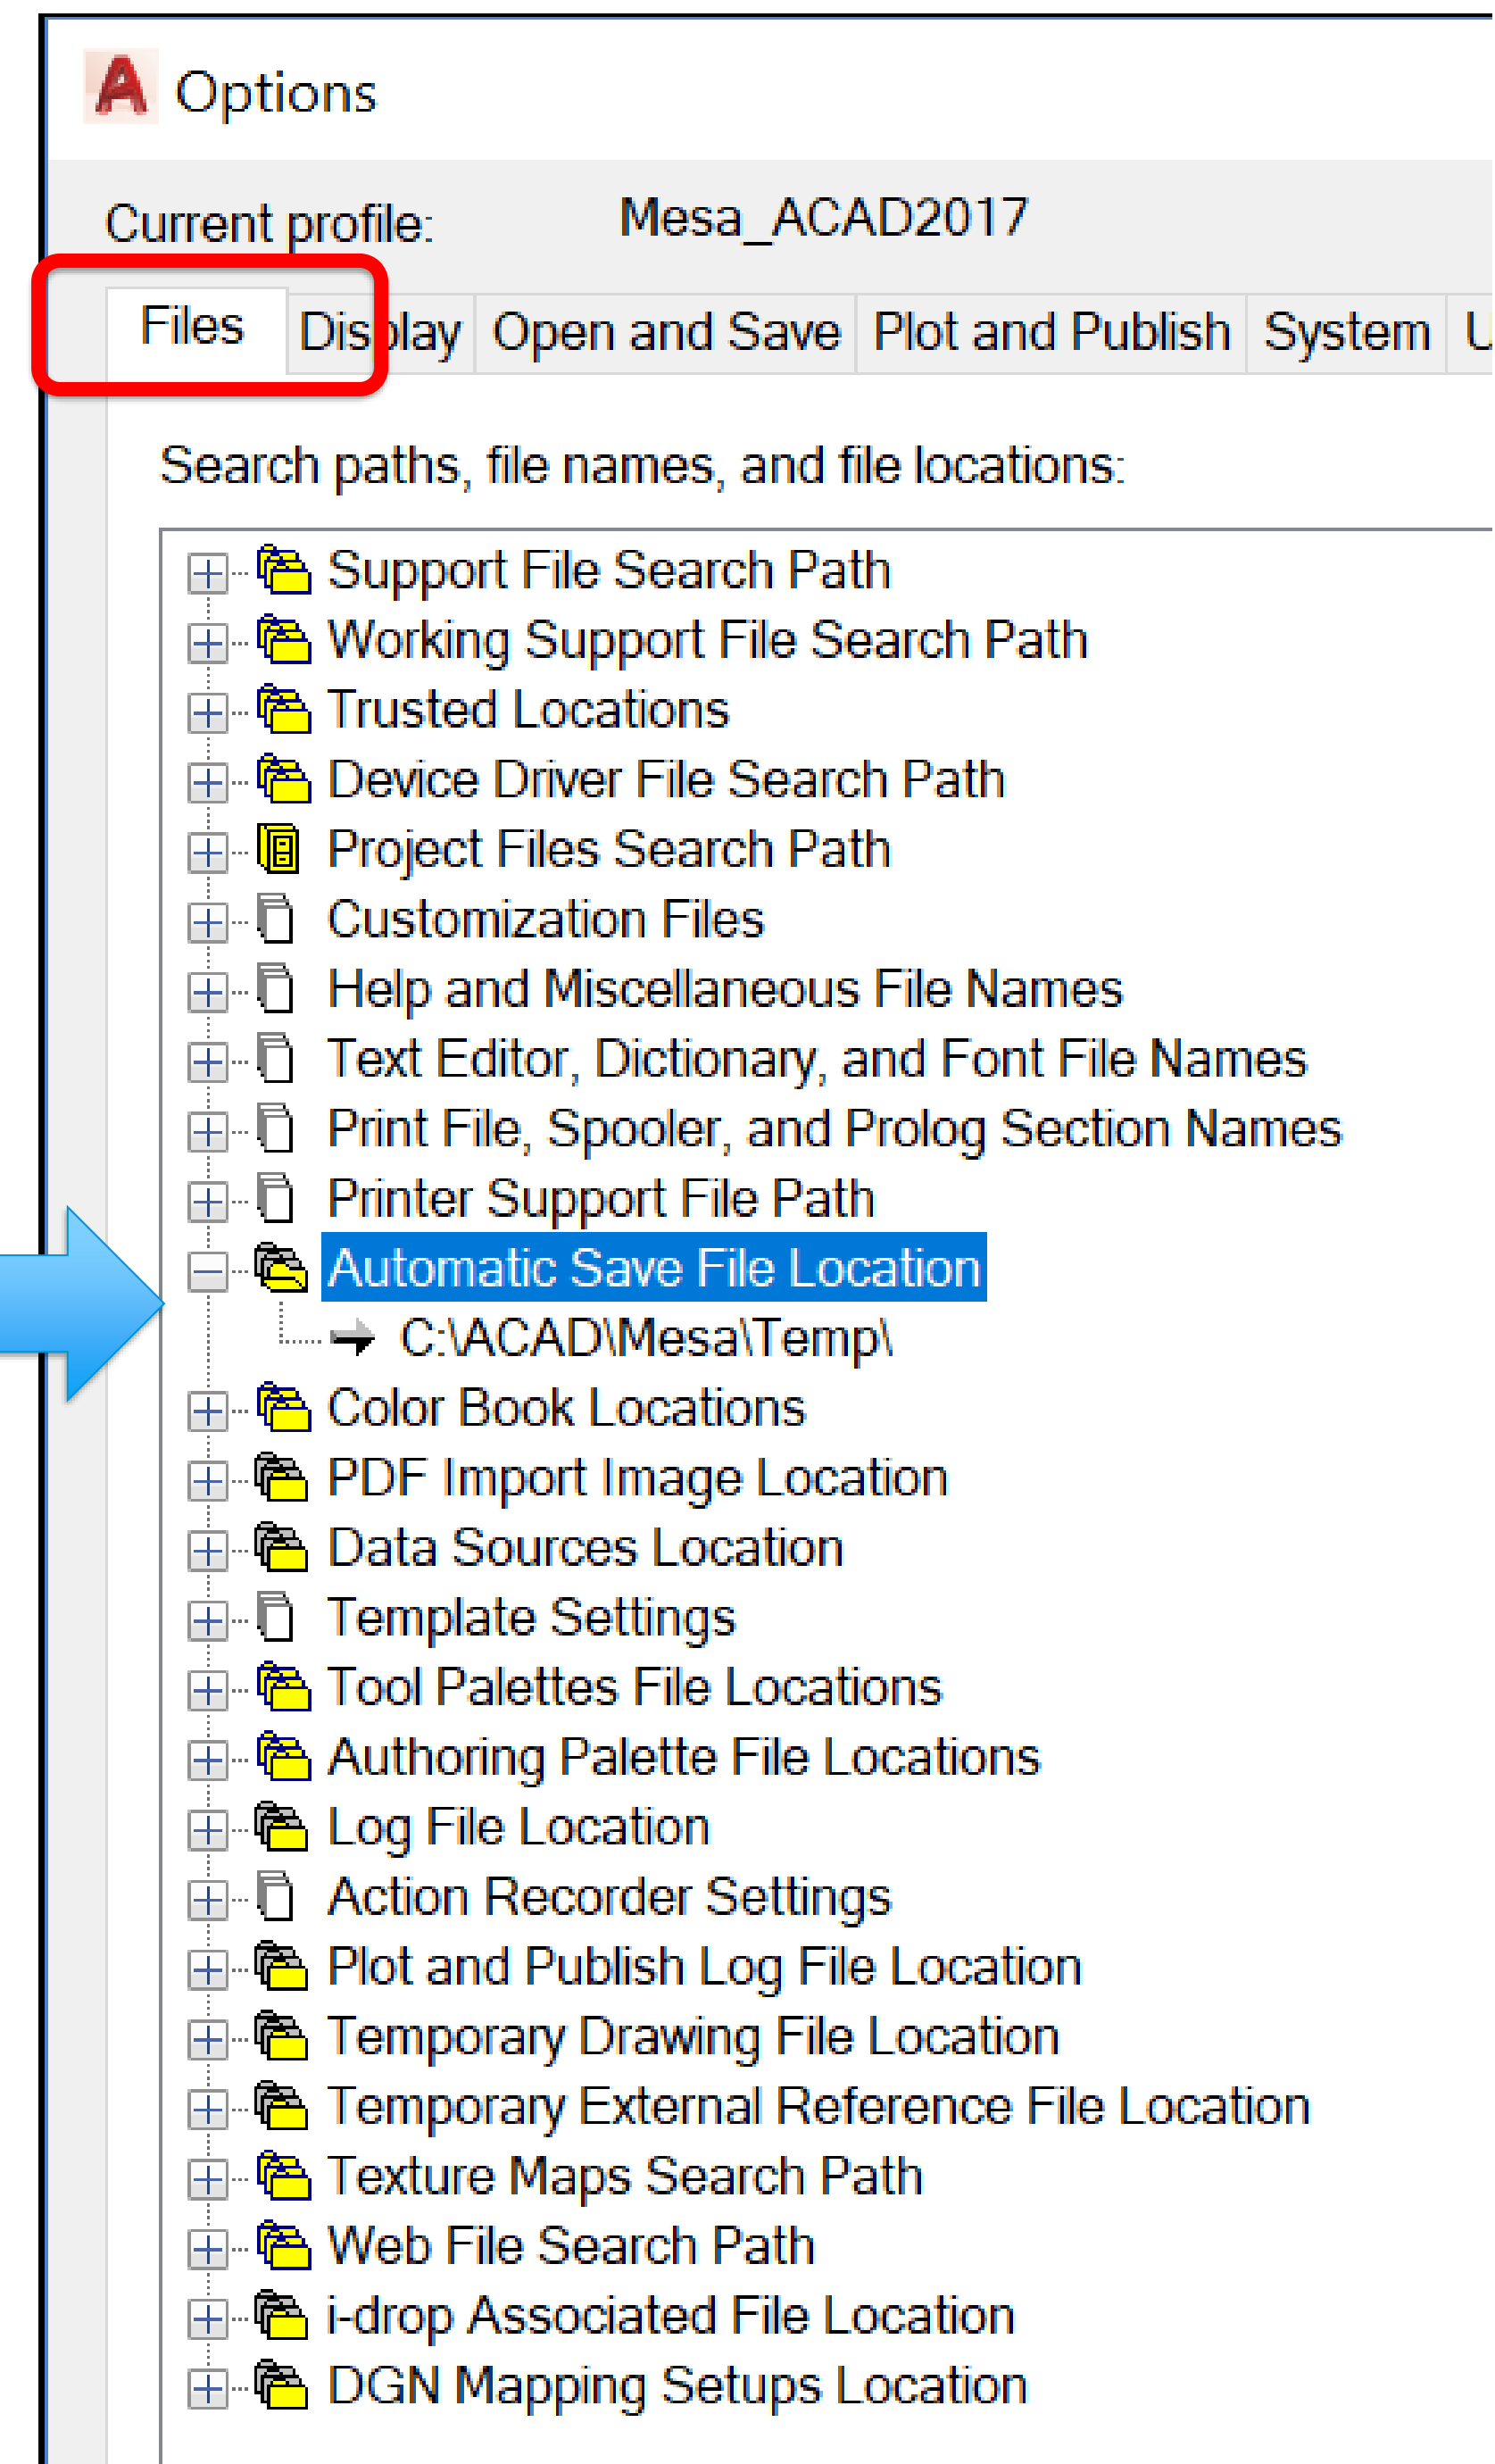 Options
Current profile: Mesa_ACAD2017
Files Display Open and Save Plot and Publish System U
Search paths, file names, and file locations:
Support File Search Path
Working Support File Search Path
Trusted Locations
Device Driver File Search Path
Project Files Search Path
Customization Files
Help and Miscellaneous File Names
Text Editor, Dictionary, and Font File Names
Print File, Spooler, and Prolog Section Names
Printer Support File Path
Automatic Save File Location
C:\ACAD\Mesa\Temp\
Color Book Locations
PDF Import Image Location
Data Sources Location
Template Settings
Tool Palettes File Locations
Authoring Palette File Locations
Log File Location
Action Recorder Settings
Plot and Publish Log File Location
Temporary Drawing File Location
Temporary External Reference File Location
Texture Maps Search Path
Web File Search Path
i-drop Associated File Location
DGN Mapping Setups Location